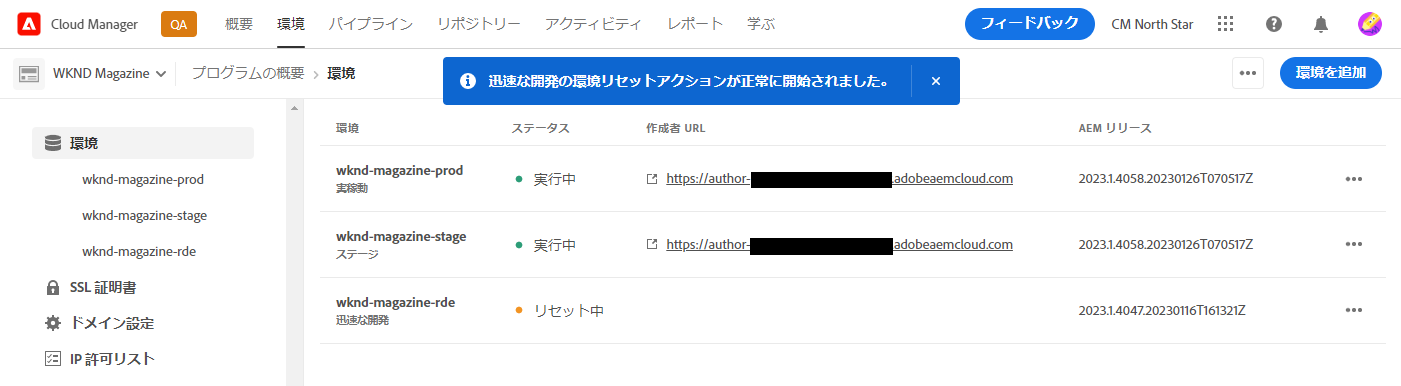 Cloud Manager QA 概要 環境 パイプライン リポジトリー アクティビティ レポート 学ぶ フィードバック CM North Star
WKND Magazine プログラムの概要 › 環境 迅速な開発の環境リセットアクションが正常に開始されました。 × ••• 環境を追加
環境
wknd-magazine-prod
wknd-magazine-stage
wknd-magazine-rde
SSL 証明書
ドメイン設定
IP 許可リスト
環境 ステータス 作成者 URL AEM リリース
wknd-magazine-prod
実稼動
実行中 https://author- .adobeaemcloud.com 2023.1.4058.20230126T070517Z •••
wknd-magazine-stage
ステージ
実行中 https://author- .adobeaemcloud.com 2023.1.4058.20230126T070517Z •••
wknd-magazine-rde
迅速な開発
リセット中 2023.1.4047.20230116T161321Z •••